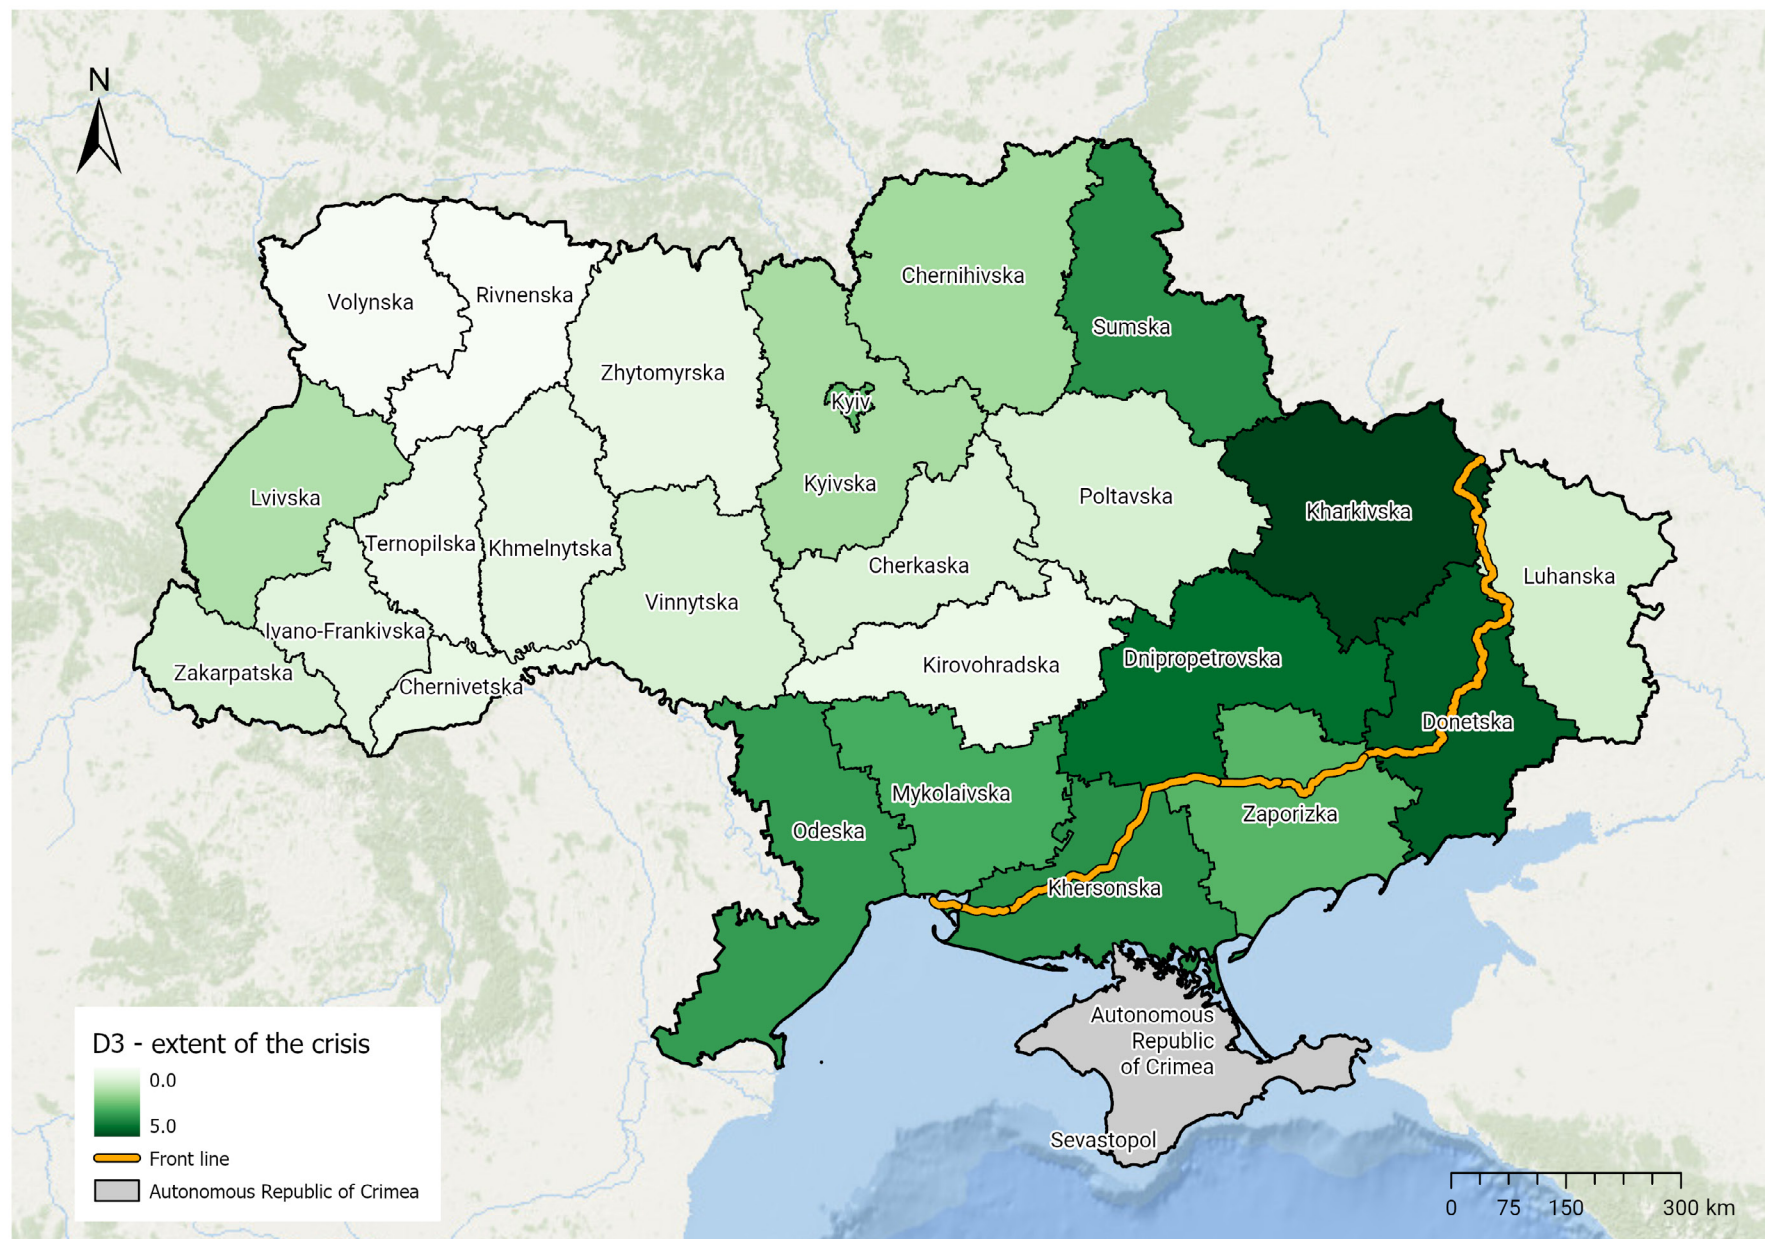 N
Chernihivska
Volynska
Rivnenska
Sumska
Zhytomyrska
Kyiv
Lvivska
Kyivska
Poltavska
Kharkivska
Ternopilska
Khmelnytska
Cherkaska
Luhanska
Vinnytska
Ivano-Frankivska
Zakarpatska
Chernivetska
Kirovohradska
Dnipropetrovska
Donetska
Mykolaivska
Odeska
Zaporizka
Khersonska
Autonomous
Republic
of Crimea
Sevastopol
D3 - extent of the crisis
0.0
5.0
Front line
Autonomous Republic of Crimea
0 75 150 300 km